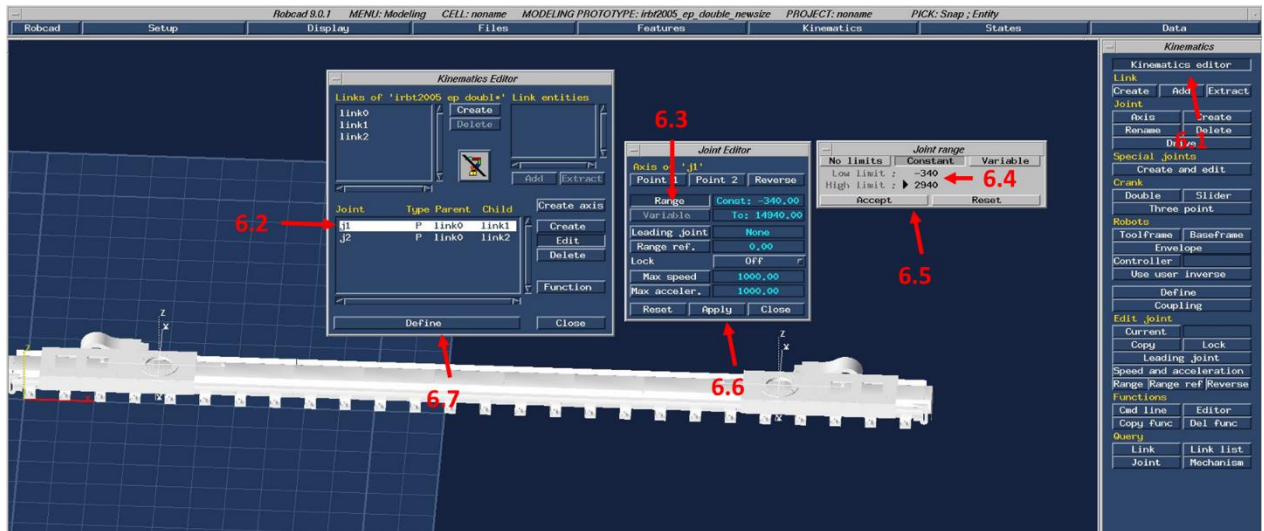 Robcad 9.0.1 MENU: Modeling CELL: noname MODELING PROTOTYPE: irbt2005_ep_double_newsize PROJECT: noname PICK: Snap ; Entity
Robcad Setup Display Files Features Kinematics States Data
Kinematics Editor
Links of 'irbt2005 ep doubl*' Link entities
link0
link1
link2
Create
Delete
Add Extract
Joint Type Parent Child
j1 P link0 link1
j2 P link0 link2
Create axis
Create
Edit
Delete
Function
Define Close
6.2
6.7
6.3
Joint Editor
Axis of 'j1'
Point 1 Point 2 Reverse
Range Const: -340.00
Variable To: 14940.00
Leading joint None
Range ref. 0.00
Lock Off
Max speed 1000.00
Max acceler. 1000.00
Reset Apply Close
6.6
Joint range
No limits Constant Variable
Low limit : -340
High limit : 2940
Accept Reset
6.4
6.5
Z
X
Z
X
Kinematics
Kinematics editor
Link
Create Add Extract
Joint
Axis Create
Rename Delete
Drive
6.1
Special joints
Create and edit
Crank
Double Slider
Three point
Robots
Toolframe Baseframe
Envelope
Controller
Use user inverse
Define
Coupling
Edit joint
Current
Copy Lock
Leading joint
Speed and acceleration
Range Range ref Reverse
Functions
Cmd line Editor
Copy func Del func
Query
Link Link list
Joint Mechanism